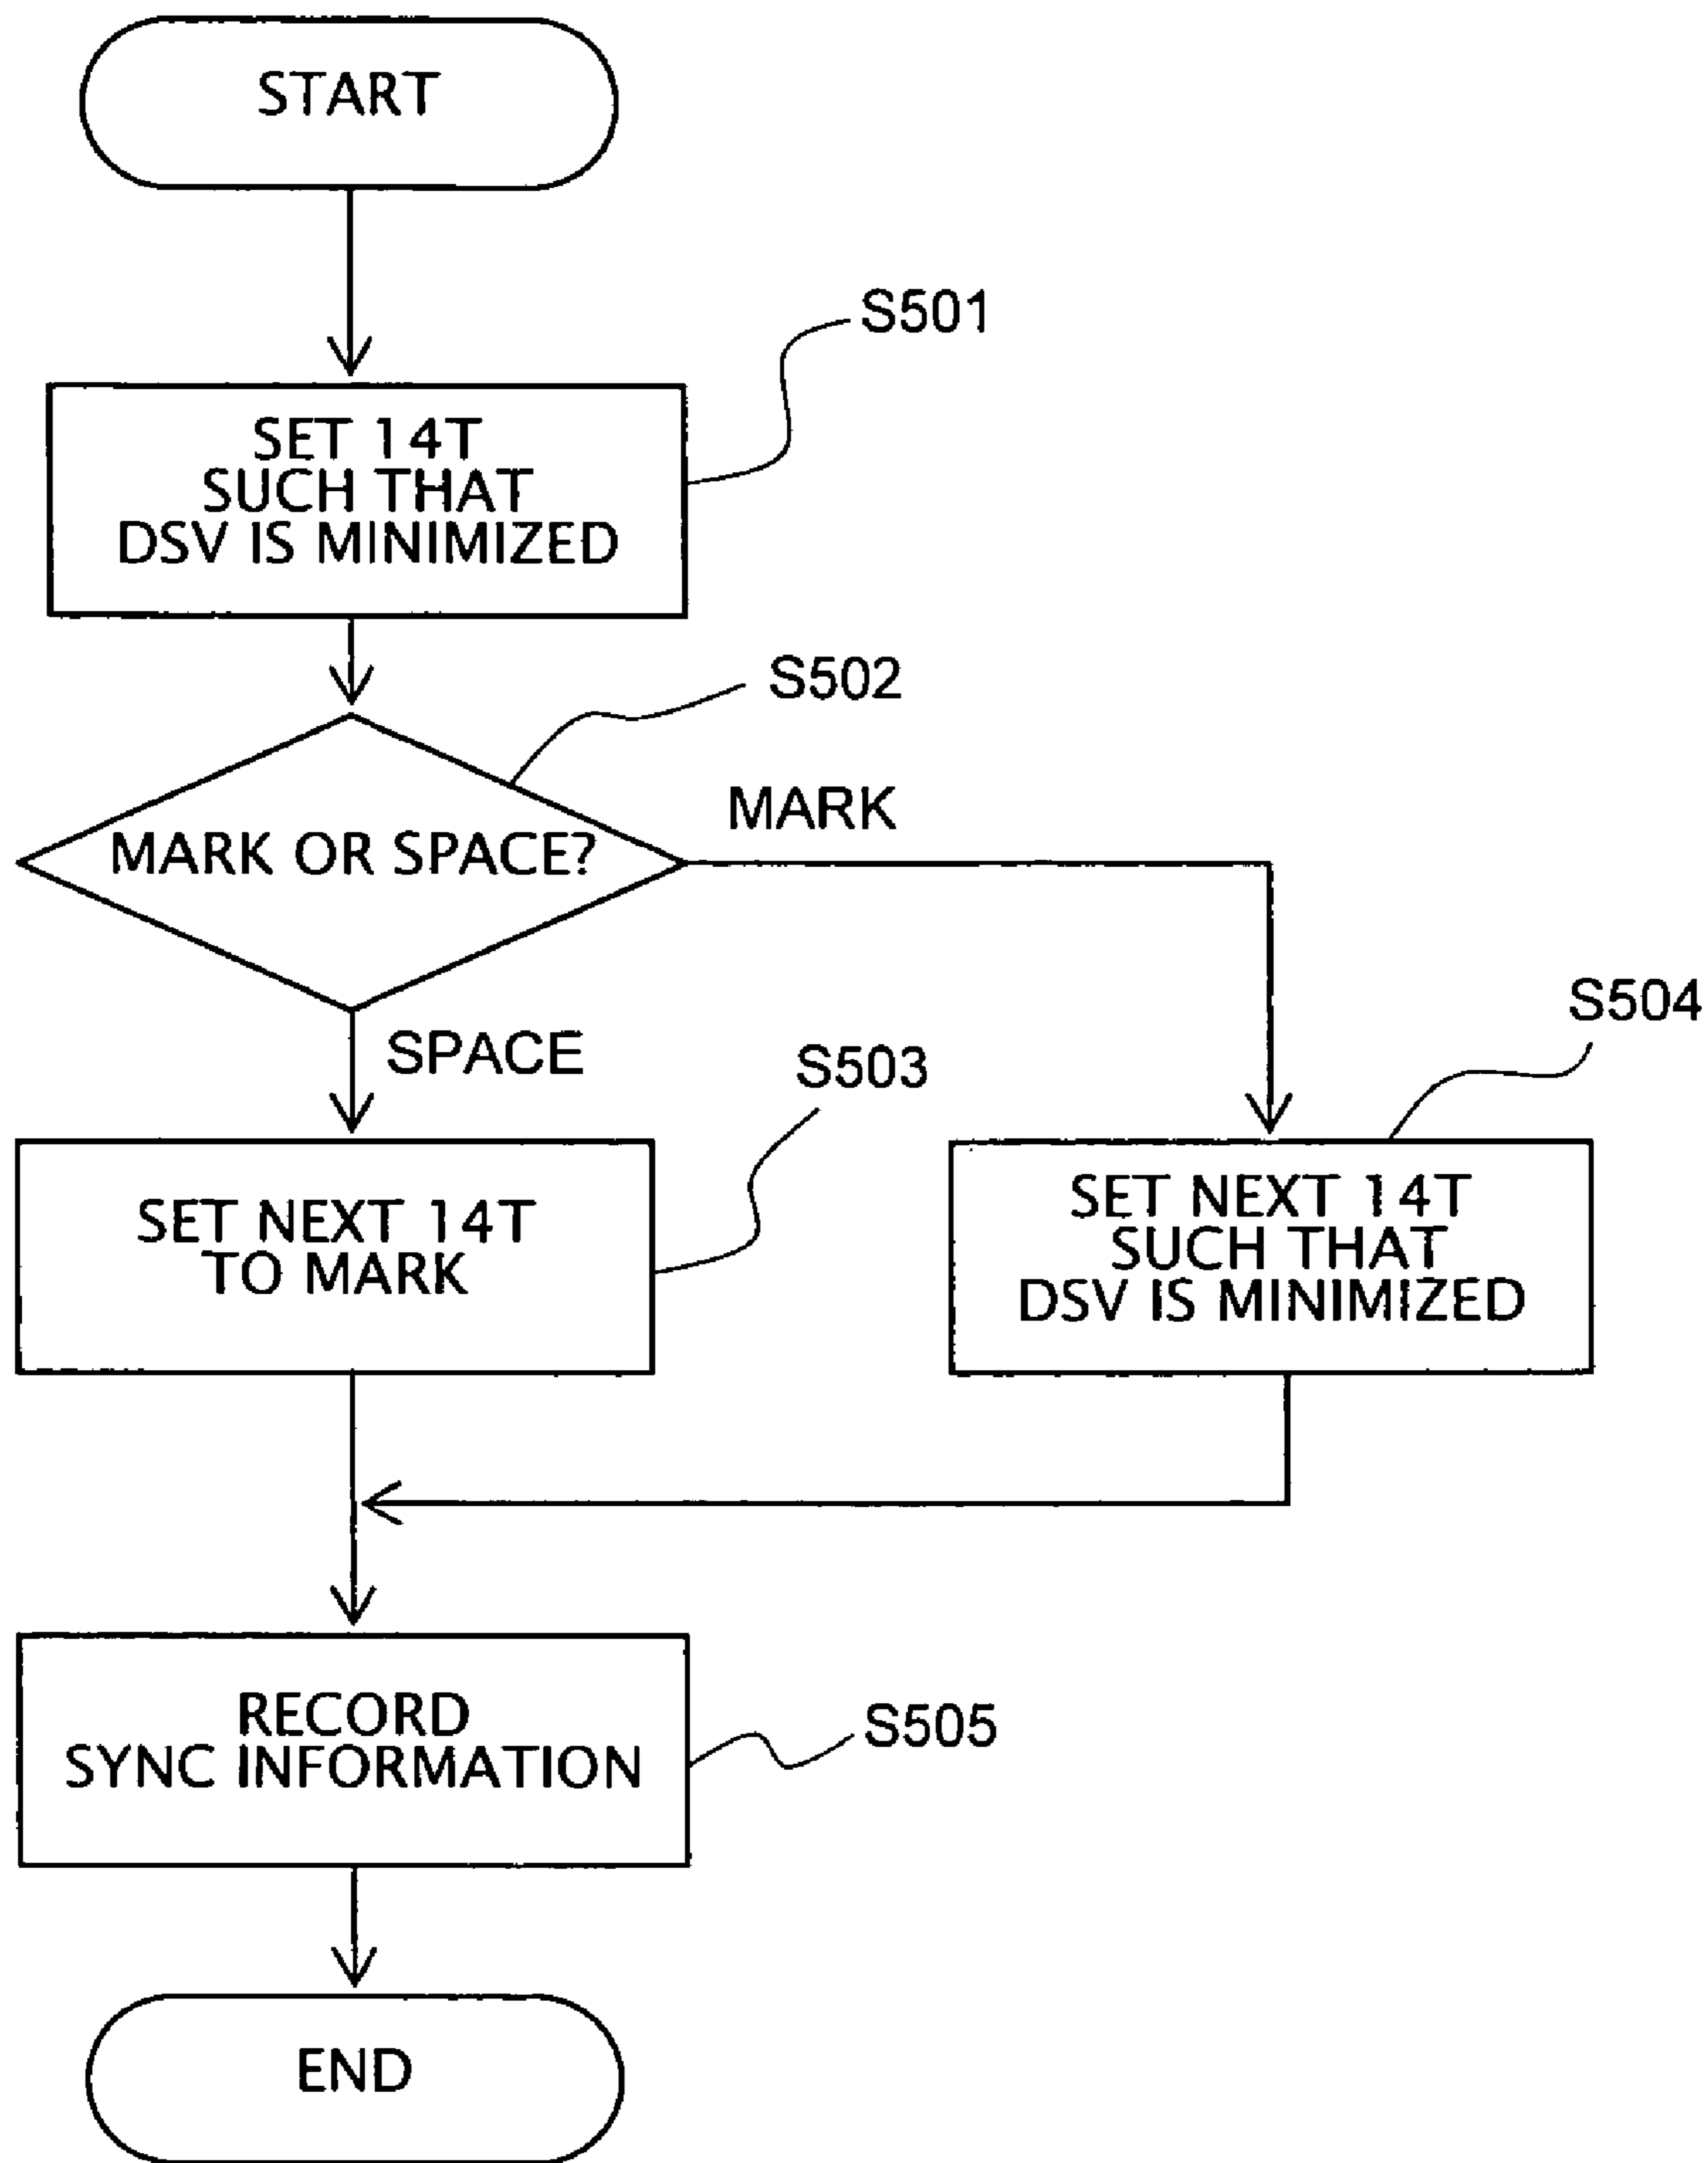 START
S501
SET 14T
SUCH THAT
DSV IS MINIMIZED
S502
MARK OR SPACE?
MARK
SPACE
S503
S504
SET NEXT 14T
TO MARK
SET NEXT 14T
SUCH THAT
DSV IS MINIMIZED
RECORD
SYNC INFORMATION
S505
END